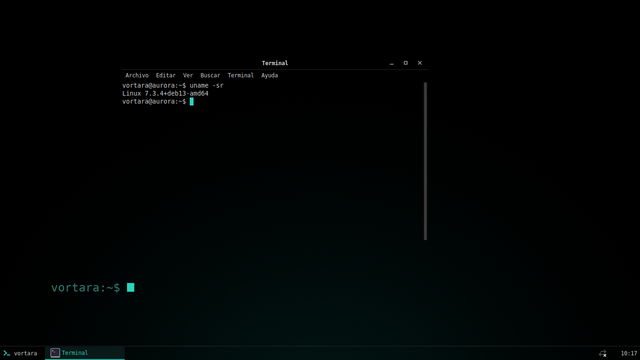 Terminal
Archivo Editar Ver Buscar Terminal Ayuda
vortara@aurora:~$ uname -sr
Linux 7.3.4+deb13-amd64
vortara@aurora:~$
vortara:~$
vortara Terminal 10:17